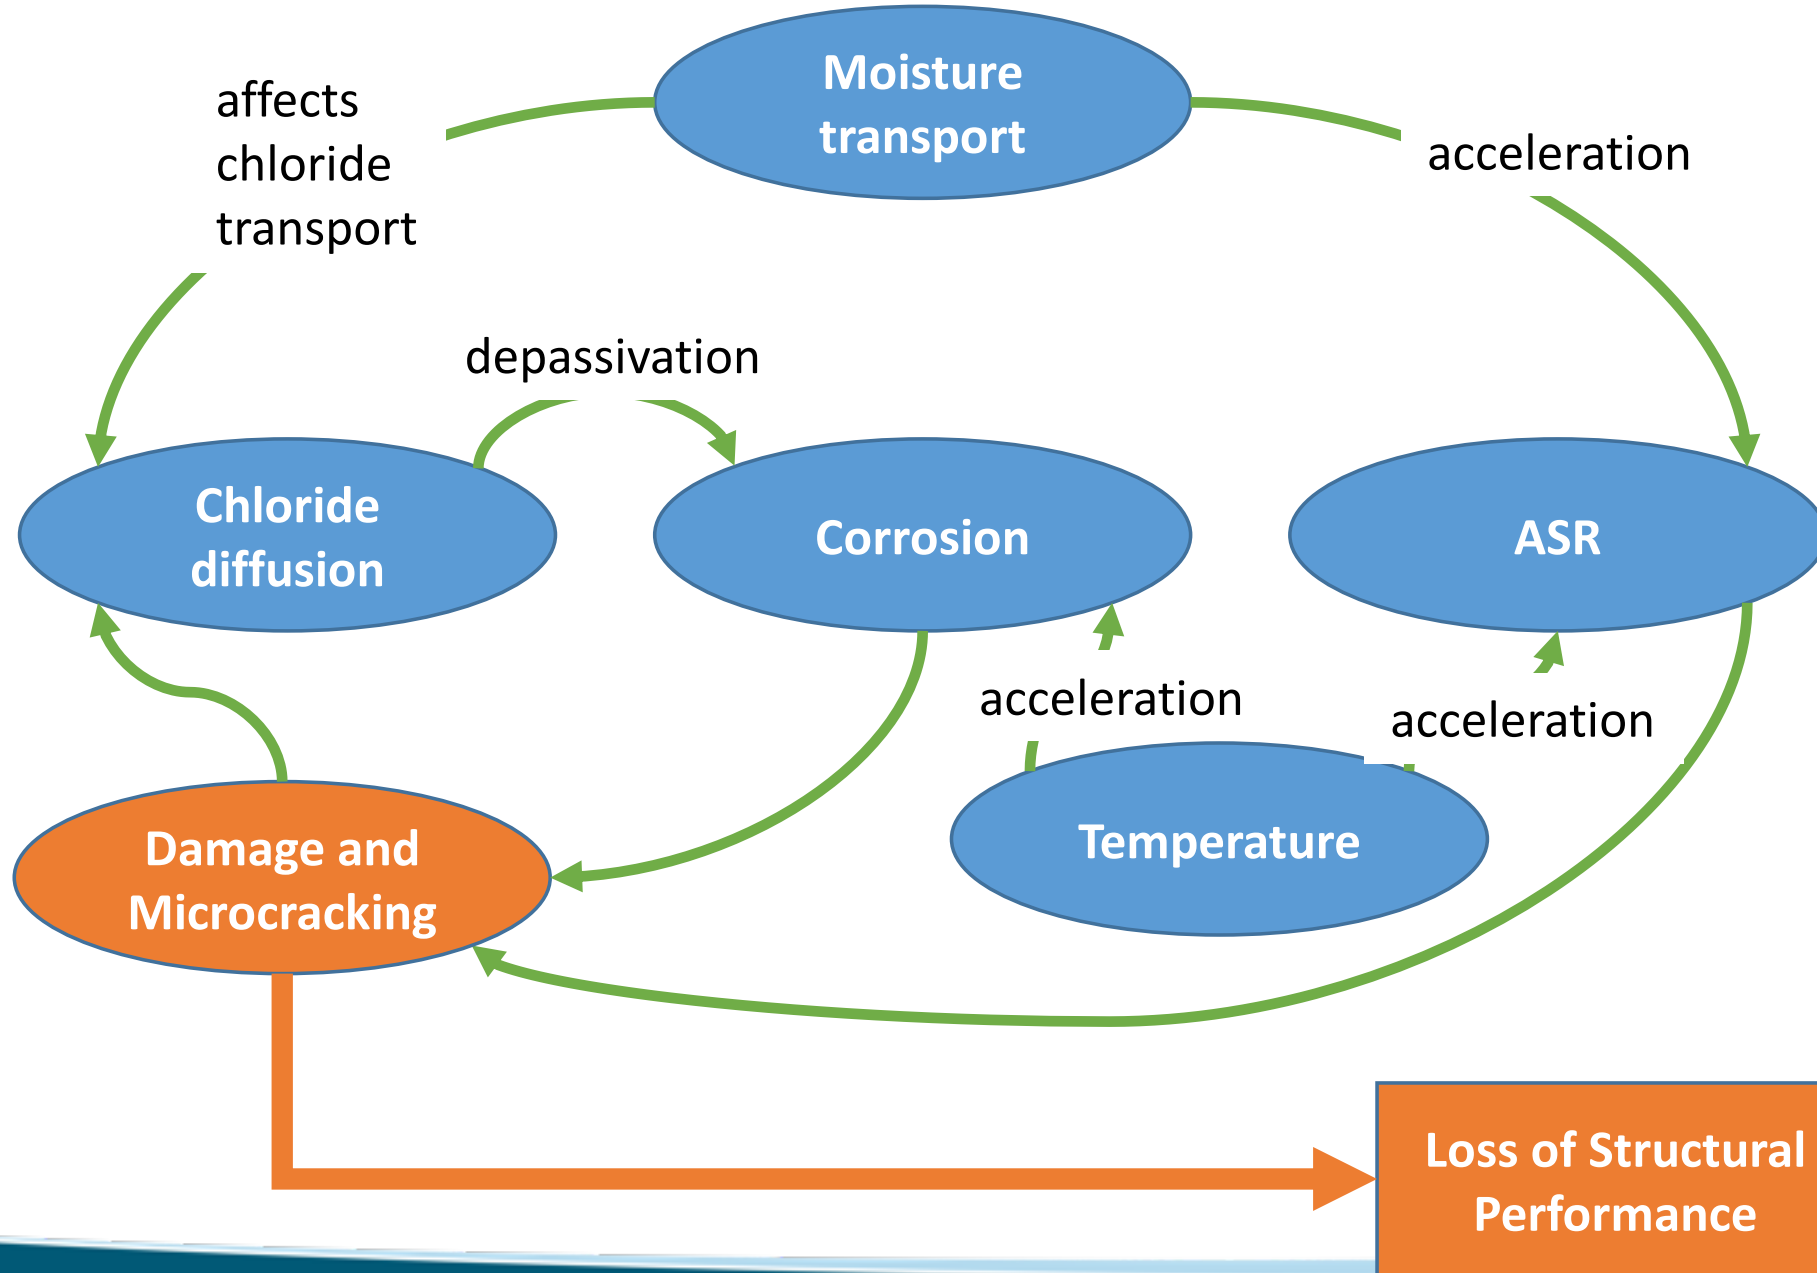 Moisture
transport
affects
chloride
transport
acceleration
depassivation
Chloride
diffusion
Corrosion
ASR
acceleration
acceleration
Temperature
Damage and
Microcracking
Loss of Structural
Performance